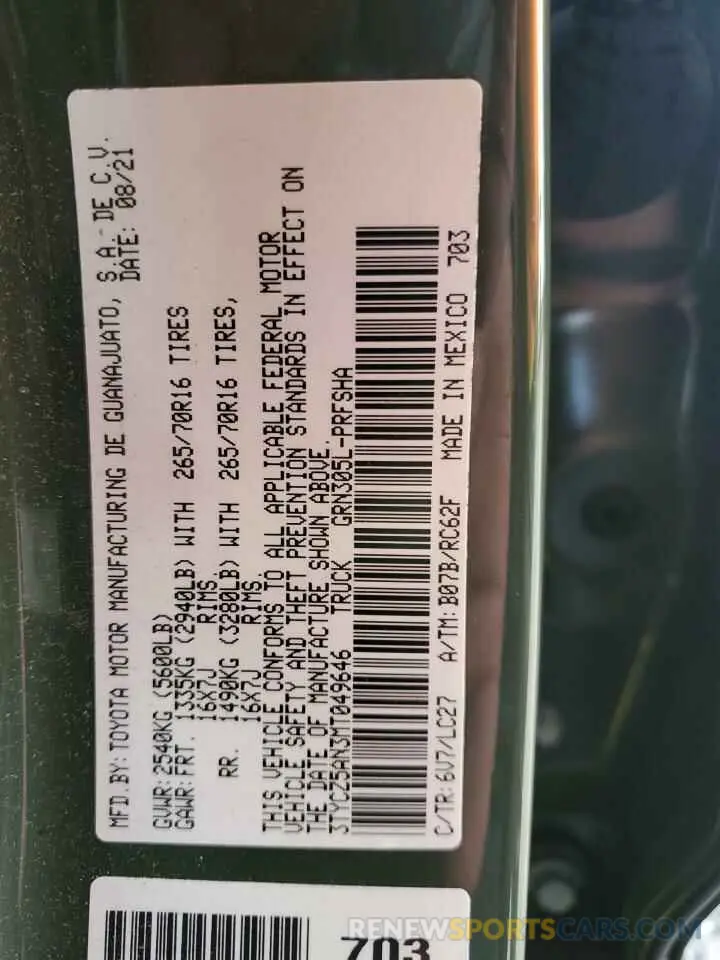 MFD.BY:TOYOTA MOTOR MANUFACTURING DE GUANAJUATO, S.A. DE C.V.
DATE: 08/21
GVWR:2540KG (5600LB)
GAWR:FRT. 1335KG (2940LB) WITH 265/70R16 TIRES
16X7J RIMS,
RR. 1490KG (3280LB) WITH 265/70R16 TIRES,
16X7J RIMS.
THIS VEHICLE CONFORMS TO ALL APPLICABLE FEDERAL MOTOR
VEHICLE SAFETY AND THEFT PREVENTION STANDARDS IN EFFECT ON
THE DATE OF MANUFACTURE SHOWN ABOVE.
3TYCZ5AN3MT049646 TRUCK GRN305L-PRFSHA
C/TR:6V7/LC27 A/TM:B07B/RC62F MADE IN MEXICO 703
703
RENEWSPORTSCARS.COM